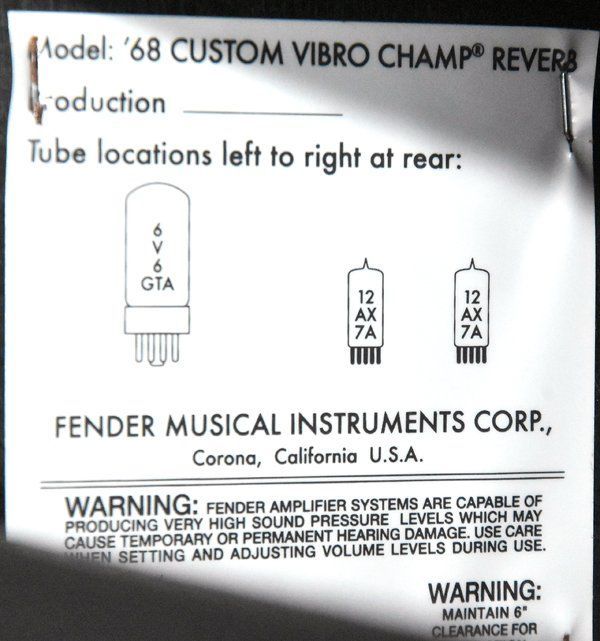 Model: '68 CUSTOM VIBRO CHAMP® REVERB
Production
Tube locations left to right at rear:
6
V
6
GTA
12
AX
7A
12
AX
7A
FENDER MUSICAL INSTRUMENTS CORP.,
Corona, California U.S.A.
WARNING: FENDER AMPLIFIER SYSTEMS ARE CAPABLE OF
PRODUCING VERY HIGH SOUND PRESSURE LEVELS WHICH MAY
CAUSE TEMPORARY OR PERMANENT HEARING DAMAGE. USE CARE
WHEN SETTING AND ADJUSTING VOLUME LEVELS DURING USE.
WARNING:
MAINTAIN 6"
CLEARANCE FOR